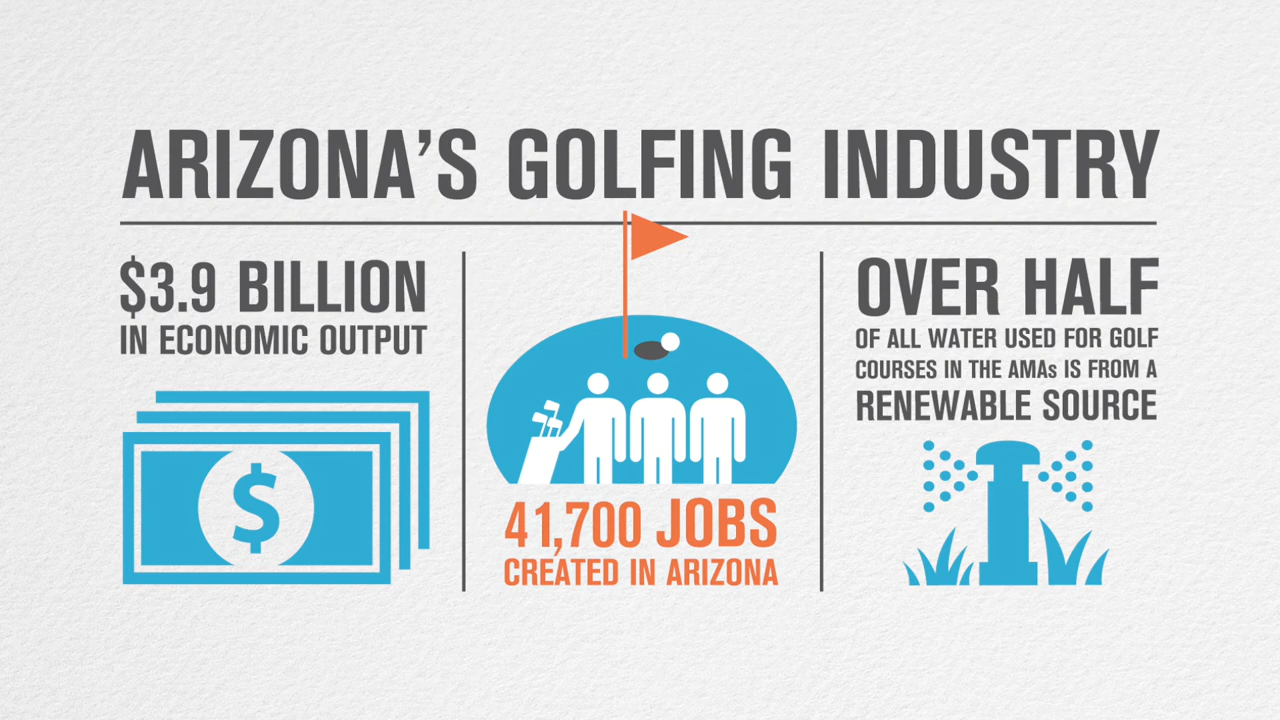 ARIZONA'S GOLFING INDUSTRY
$3.9 BILLION
IN ECONOMIC OUTPUT
$
41,700 JOBS
CREATED IN ARIZONA
OVER HALF
OF ALL WATER USED FOR GOLF
COURSES IN THE AMAs IS FROM A
RENEWABLE SOURCE